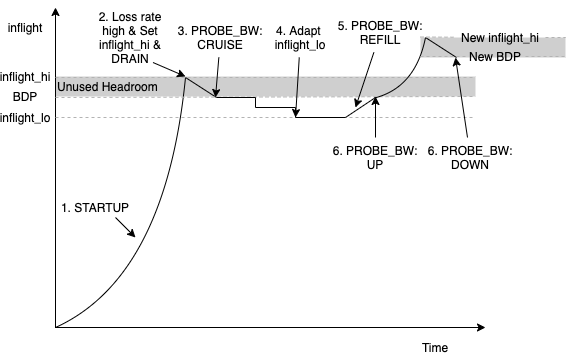 inflight
2. Loss rate
high & Set
inflight_hi &
DRAIN
3. PROBE_BW:
CRUISE
4. Adapt
inflight_lo
5. PROBE_BW:
REFILL
New inflight_hi
New BDP
inflight_hi
Unused Headroom
BDP
inflight_lo
6. PROBE_BW:
UP
6. PROBE_BW:
DOWN
1. STARTUP
Time